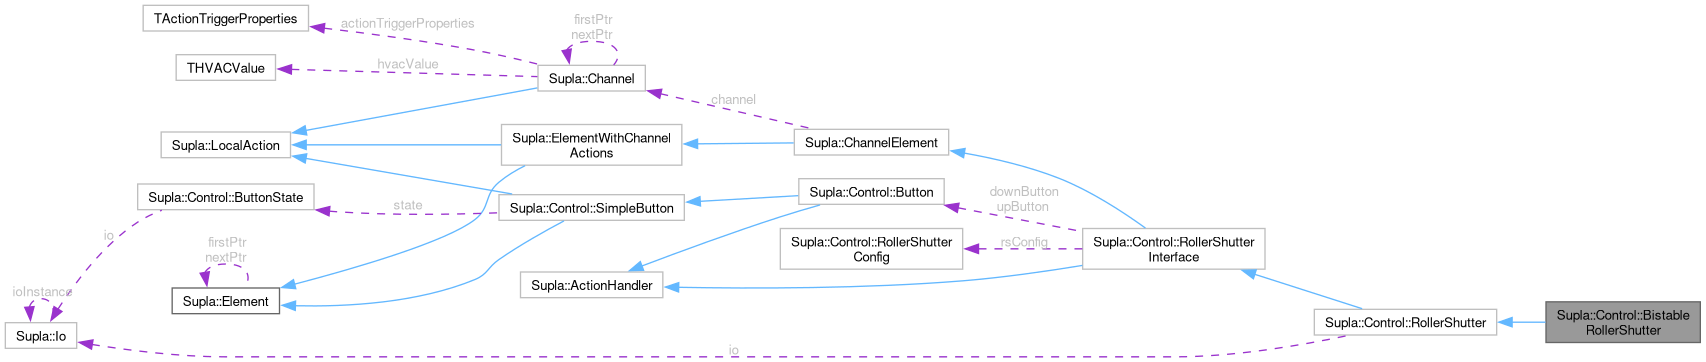 TActionTriggerProperties
actionTriggerProperties
firstPtr
nextPtr
THVACValue
hvacValue
Supla::Channel
channel
Supla::LocalAction
Supla::ElementWithChannel
Actions
Supla::ChannelElement
Supla::Control::ButtonState
state
Supla::Control::SimpleButton
Supla::Control::Button
downButton
upButton
io
firstPtr
nextPtr
Supla::Control::RollerShutter
Config
rsConfig
Supla::Control::RollerShutter
Interface
ioInstance
Supla::Element
Supla::ActionHandler
Supla::Io
Supla::Control::RollerShutter
Supla::Control::Bistable
RollerShutter
io